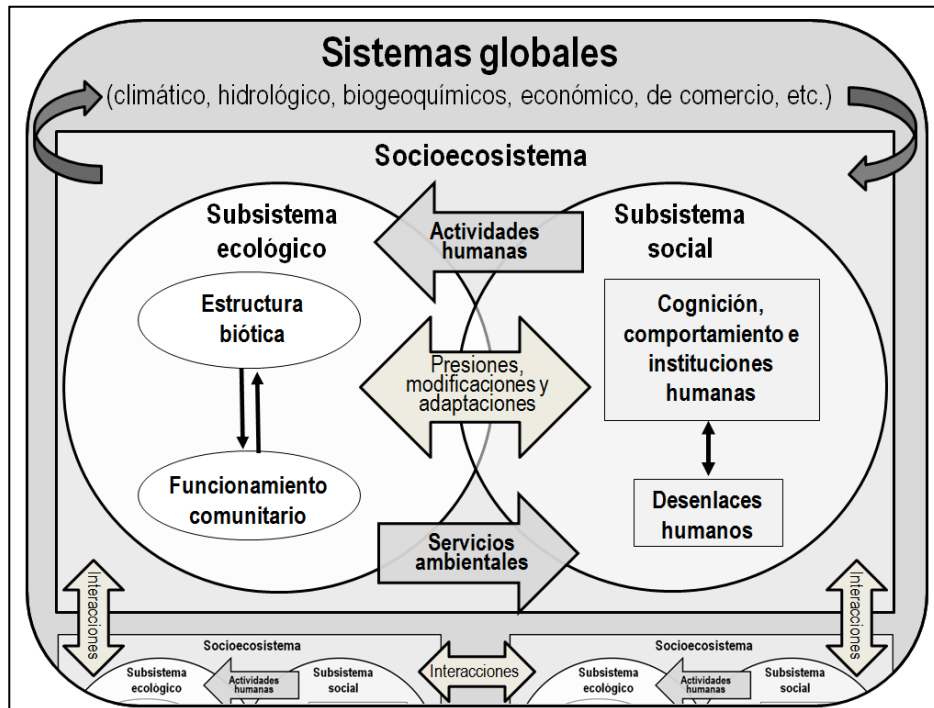 Sistemas globales
(climático, hidrológico, biogeoquímicos, económico, de comercio, etc.)
Socioecosistema
Subsistema
ecológico
Actividades
humanas
Subsistema
social
Estructura
biótica
Cognición,
comportamiento e
instituciones
humanas
Presiones,
modificaciones y
adaptaciones
Funcionamiento
comunitario
Desenlaces
humanos
Servicios
ambientales
Interacciones
Interacciones
Socioecosistema
Subsistema
ecológico
Actividades
humanas
Subsistema
social
Interacciones
Socioecosistema
Subsistema
ecológico
Actividades
humanas
Subsistema
social